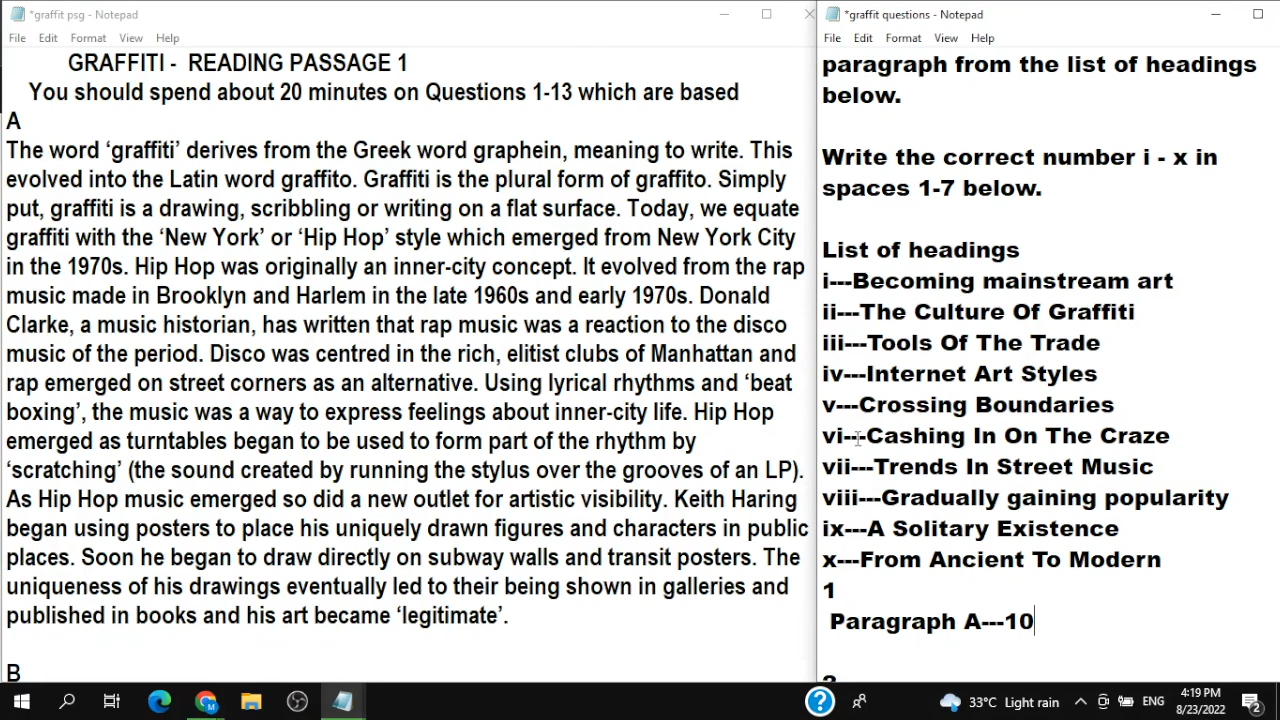 *graffit psg - Notepad
File Edit Format View Help
GRAFFITI - READING PASSAGE 1
You should spend about 20 minutes on Questions 1-13 which are based
A
The word ‘graffiti’ derives from the Greek word graphein, meaning to write. This
evolved into the Latin word graffito. Graffiti is the plural form of graffito. Simply
put, graffiti is a drawing, scribbling or writing on a flat surface. Today, we equate
graffiti with the ‘New York’ or ‘Hip Hop’ style which emerged from New York City
in the 1970s. Hip Hop was originally an inner-city concept. It evolved from the rap
music made in Brooklyn and Harlem in the late 1960s and early 1970s. Donald
Clarke, a music historian, has written that rap music was a reaction to the disco
music of the period. Disco was centred in the rich, elitist clubs of Manhattan and
rap emerged on street corners as an alternative. Using lyrical rhythms and ‘beat
boxing’, the music was a way to express feelings about inner-city life. Hip Hop
emerged as turntables began to be used to form part of the rhythm by
‘scratching’ (the sound created by running the stylus over the grooves of an LP).
As Hip Hop music emerged so did a new outlet for artistic visibility. Keith Haring
began using posters to place his uniquely drawn figures and characters in public
places. Soon he began to draw directly on subway walls and transit posters. The
uniqueness of his drawings eventually led to their being shown in galleries and
published in books and his art became ‘legitimate’.
B
*graffit questions - Notepad
File Edit Format View Help
paragraph from the list of headings
below.
Write the correct number i - x in
spaces 1-7 below.
List of headings
i---Becoming mainstream art
ii---The Culture Of Graffiti
iii---Tools Of The Trade
iv---Internet Art Styles
v---Crossing Boundaries
vi---Cashing In On The Craze
vii---Trends In Street Music
viii---Gradually gaining popularity
ix---A Solitary Existence
x---From Ancient To Modern
1
Paragraph A---10
2
33°C Light rain
ENG
4:19 PM
8/23/2022
2